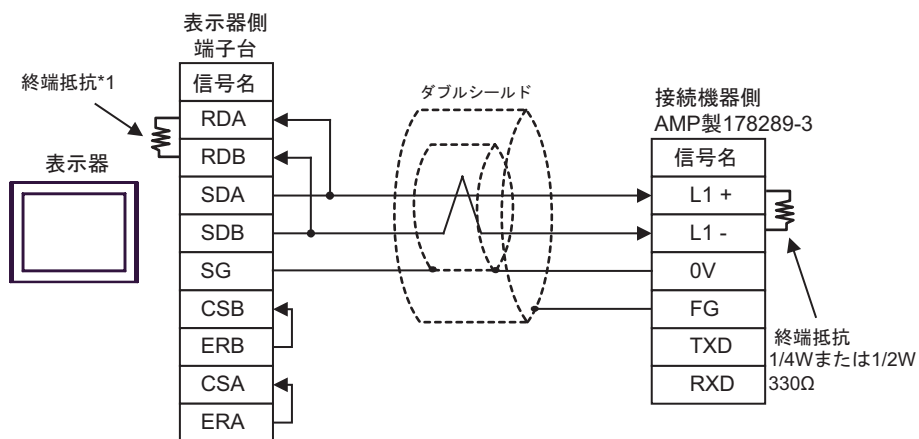 表示器側
端子台
終端抵抗*1
表示器
信号名
RDA
RDB
SDA
SDB
SG
CSB
ERB
CSA
ERA
ダブルシールド
接続機器側
AMP製178289-3
信号名
L1 +
L1 -
0V
FG
TXD
RXD
終端抵抗
1/4Wまたは1/2W
330Ω